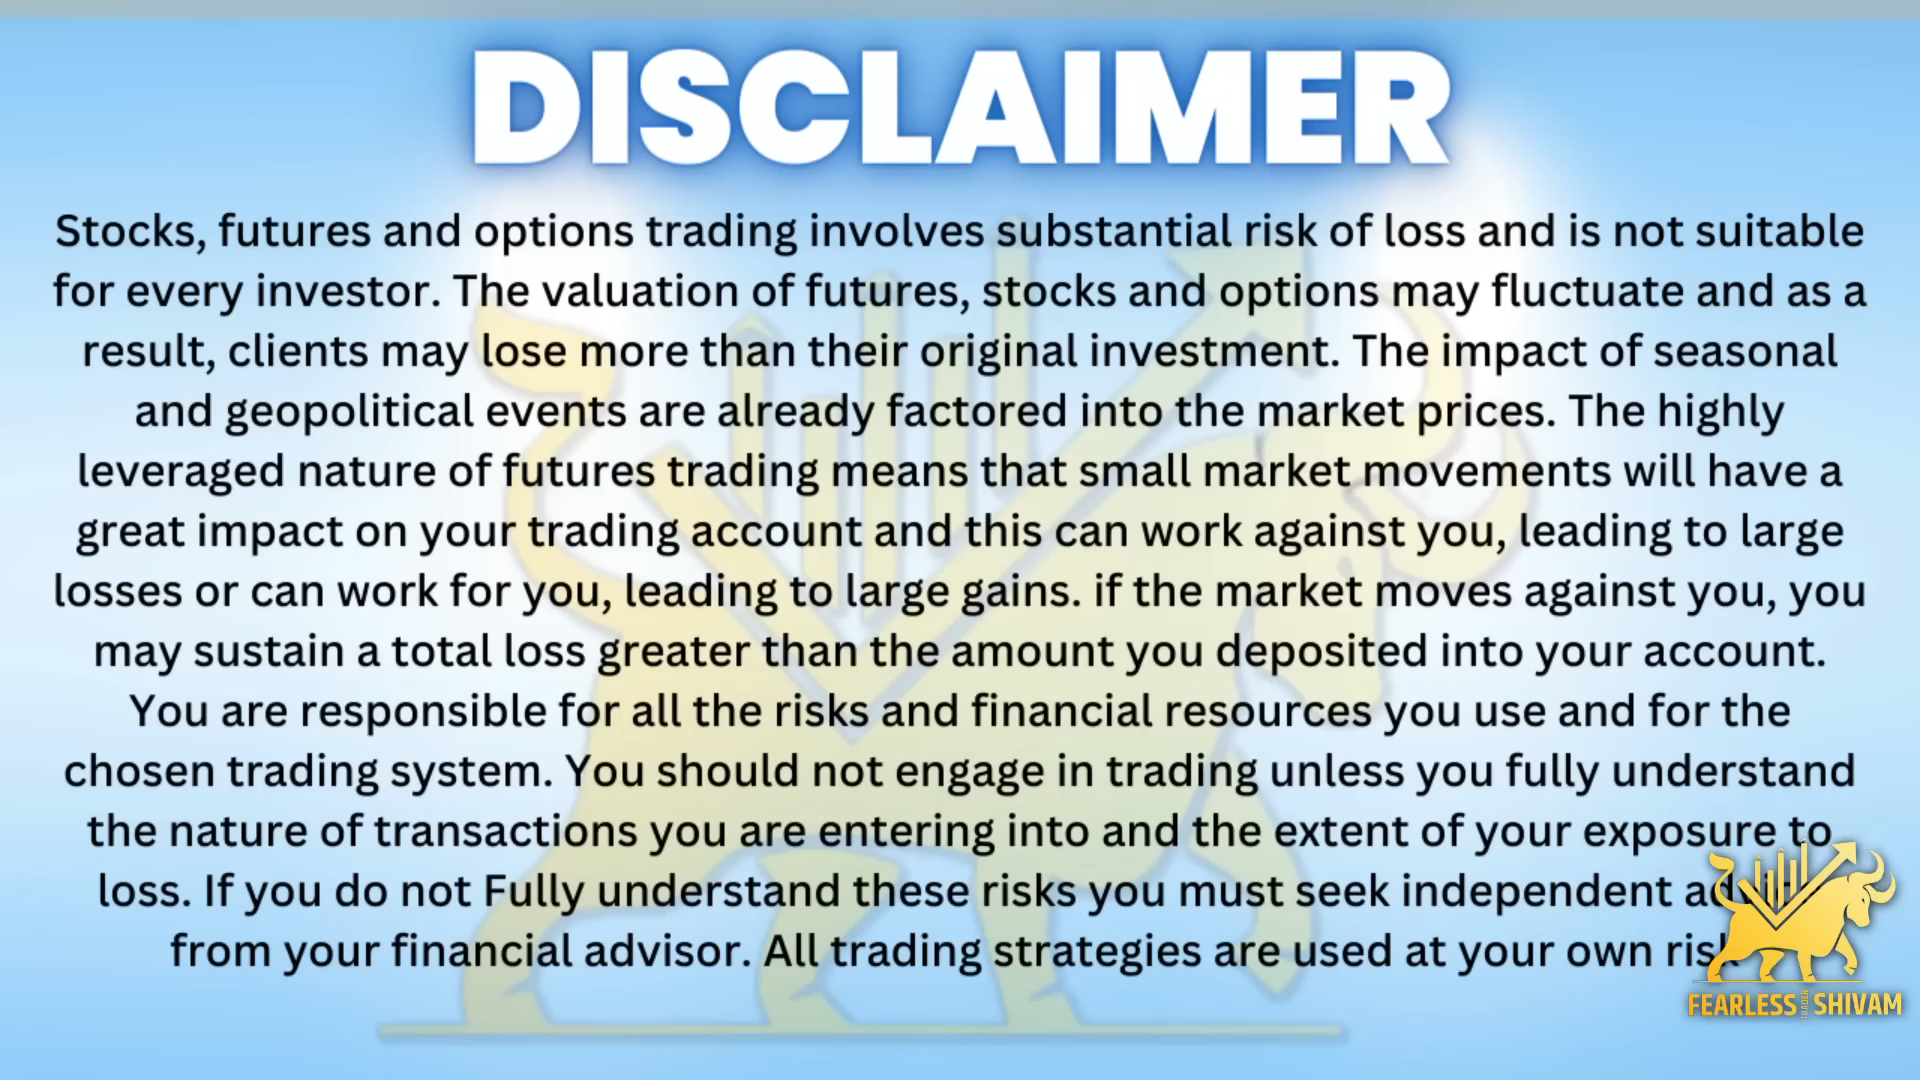 DISCLAIMER
Stocks, futures and options trading involves substantial risk of loss and is not suitable
for every investor. The valuation of futures, stocks and options may fluctuate and as a
result, clients may lose more than their original investment. The impact of seasonal
and geopolitical events are already factored into the market prices. The highly
leveraged nature of futures trading means that small market movements will have a
great impact on your trading account and this can work against you, leading to large
losses or can work for you, leading to large gains. if the market moves against you, you
may sustain a total loss greater than the amount you deposited into your account.
You are responsible for all the risks and financial resources you use and for the
chosen trading system. You should not engage in trading unless you fully understand
the nature of transactions you are entering into and the extent of your exposure to
loss. If you do not Fully understand these risks you must seek independent
from your financial advisor. All trading strategies are used at your own risk
FEARLESS TRADER SHIVAM